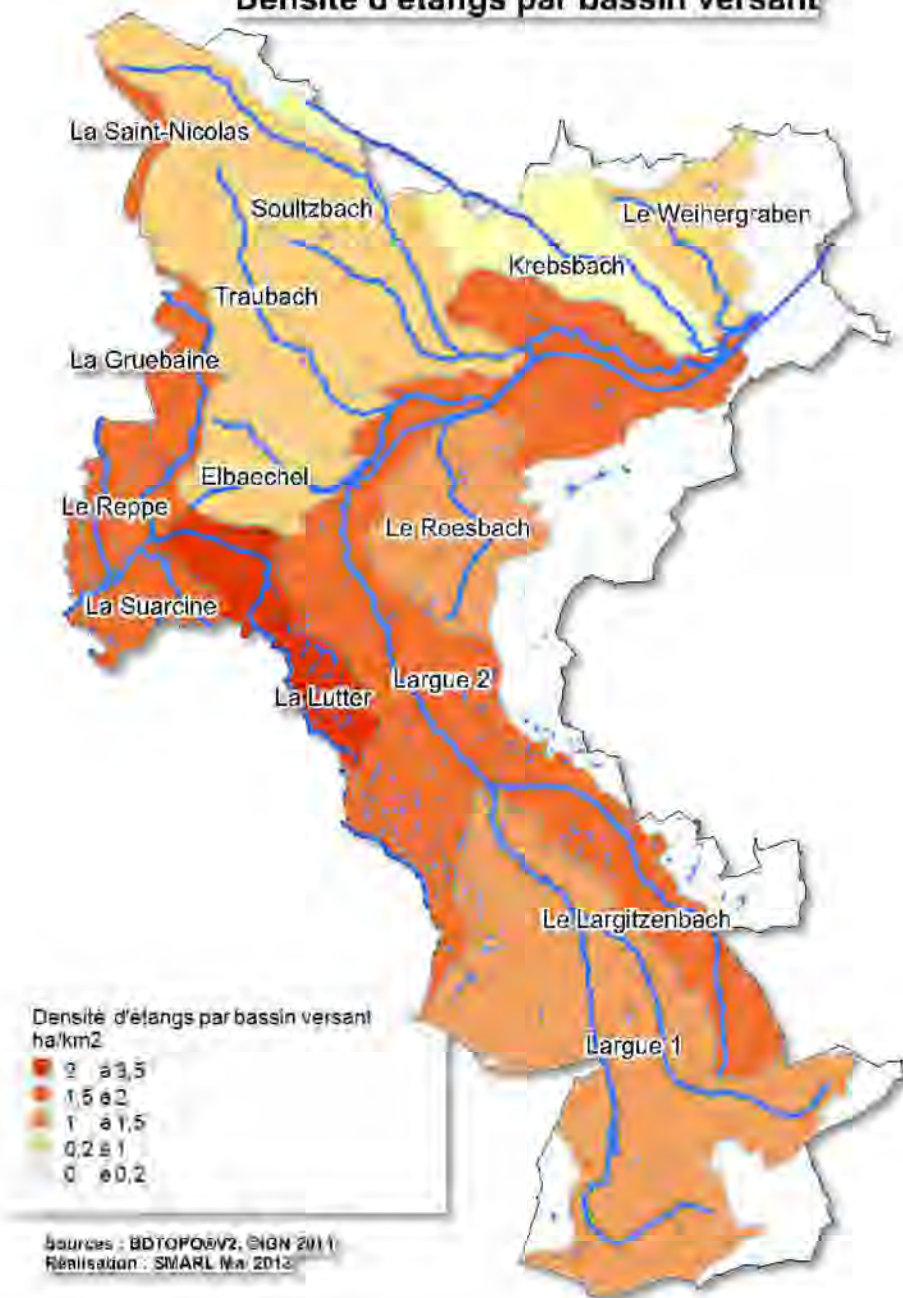 Densité d'étangs par bassin versant
La Saint-Nicolas
Soultzbach
Le Weihergraben
Krebsbach
Traubach
La Gruebaine
Elbaechel
Le Reppe
Le Roesbach
La Suarcine
La Lutter
Largue 2
Le Largitzenbach
Largue 1
Densité d'étangs par bassin versant
ha/km2
2 à 3,5
1,5 à 2
1 à 1,5
0,2 à 1
0 à 0,2
Sources : BDTOPO®V2, ©IGN 2011
Réalisation : SMARL Mai